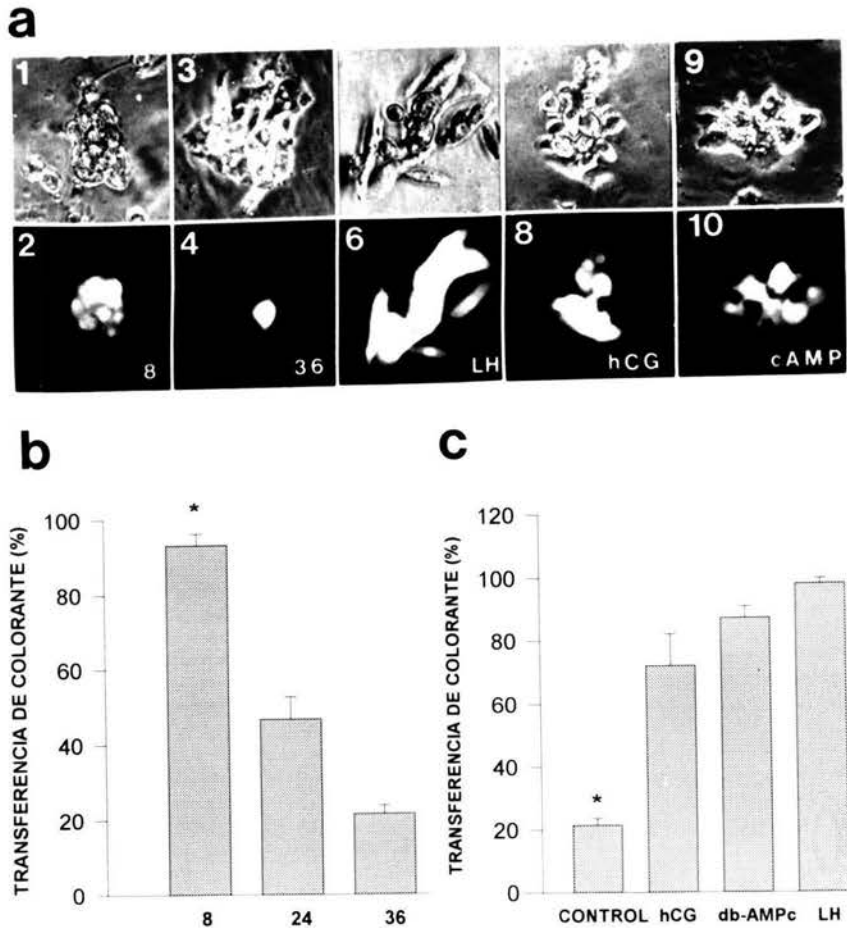 a
1 3 9
2 4 6 8 10
8 36 LH hCG cAMP
b
TRANSFERENCIA DE COLORANTE (%)
100
80
60
40
20
0
8 24 36
c
TRANSFERENCIA DE COLORANTE (%)
120
100
80
60
40
20
0
*
*
CONTROL hCG db-AMPc LH